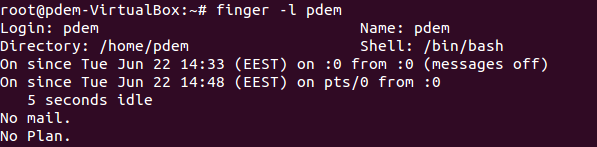 root@pdem-VirtualBox:~# finger -l pdem
Login: pdem                             Name: pdem
Directory: /home/pdem                   Shell: /bin/bash
On since Tue Jun 22 14:33 (EEST) on :0 from :0 (messages off)
On since Tue Jun 22 14:48 (EEST) on pts/0 from :0
   5 seconds idle
No mail.
No Plan.